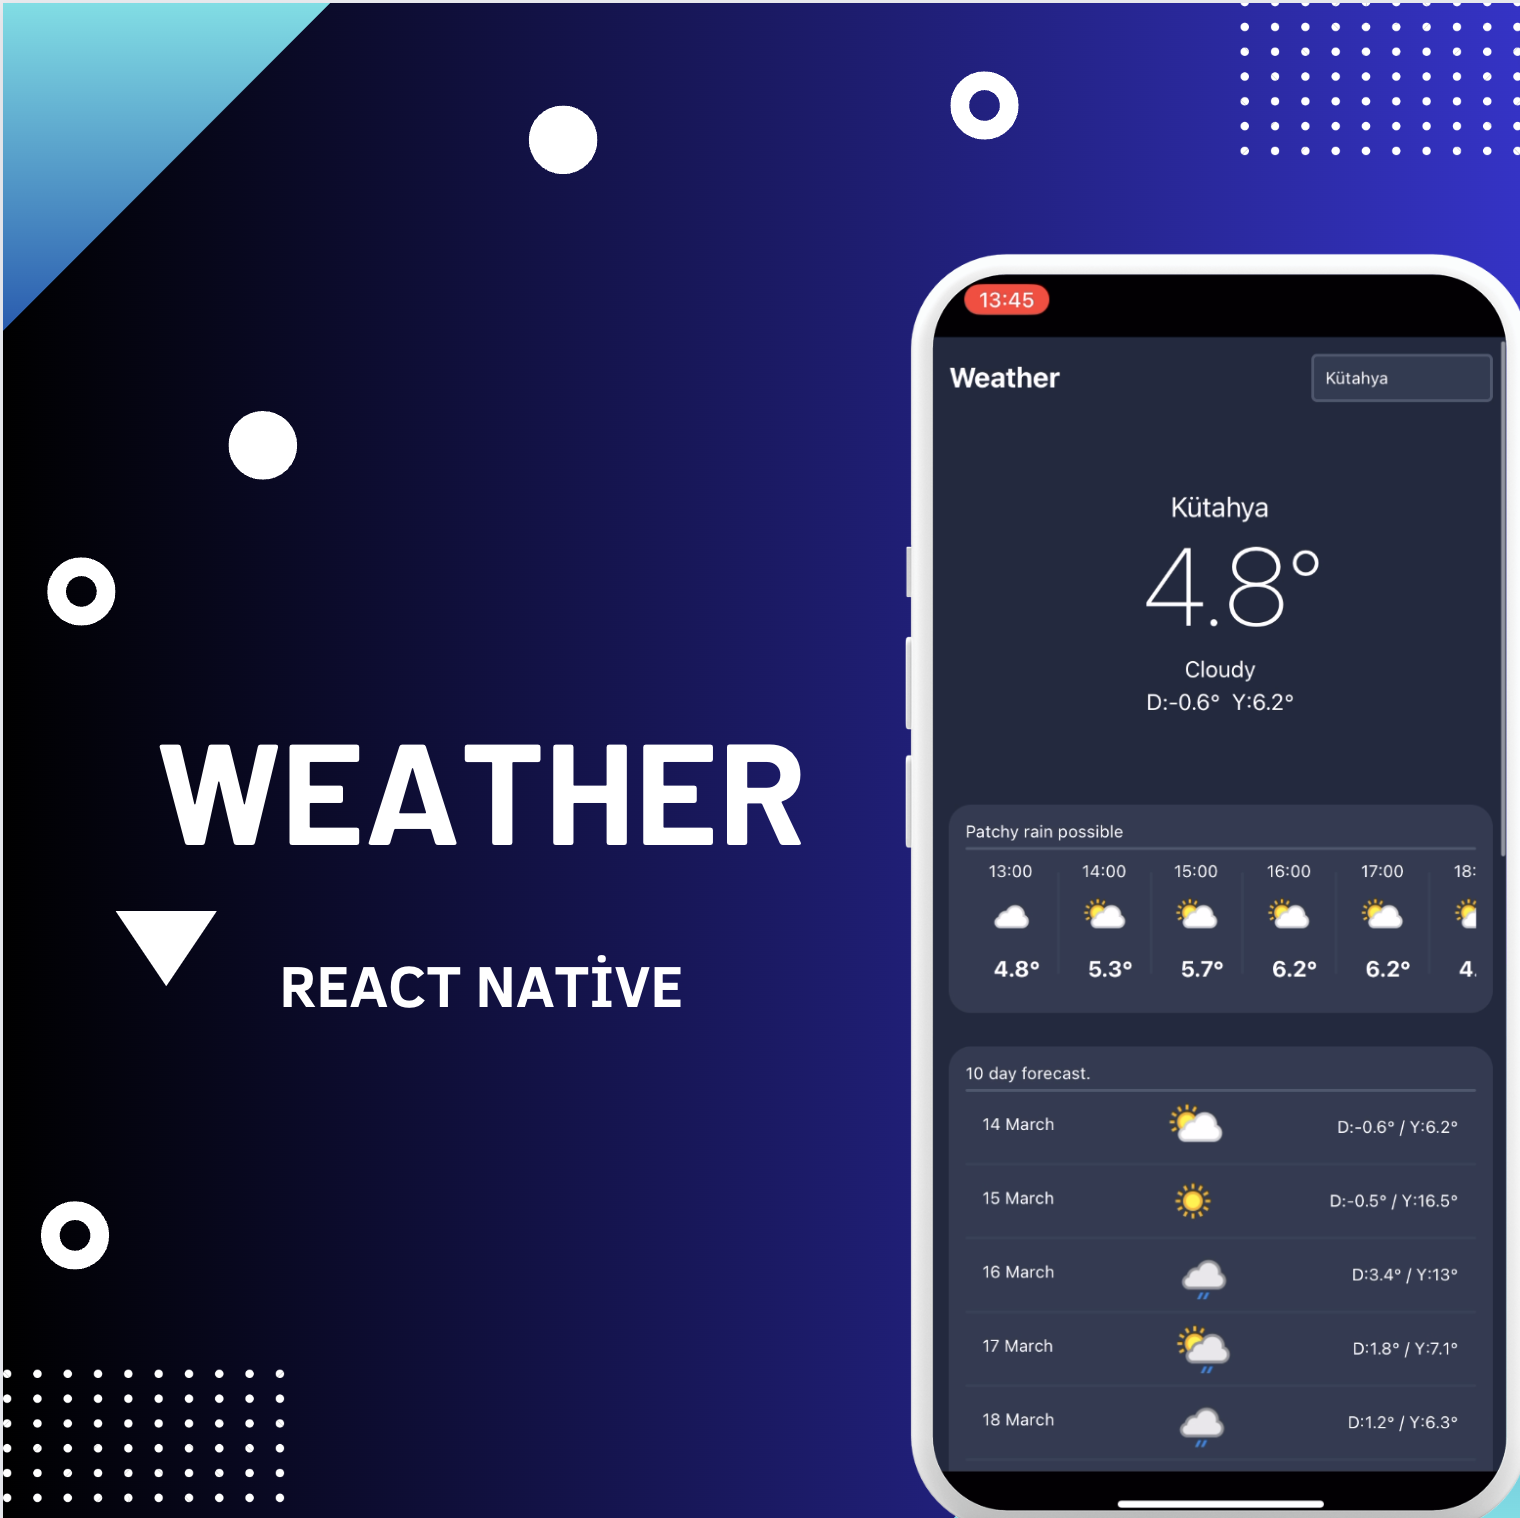 WEATHER
REACT NATİVE
13:45
Weather
Kütahya
Kütahya
4.8°
Cloudy
D:-0.6° Y:6.2°
Patchy rain possible
13:00 14:00 15:00 16:00 17:00 18:
4.8° 5.3° 5.7° 6.2° 6.2° 4.
10 day forecast.
14 March D:-0.6° / Y:6.2°
15 March D:-0.5° / Y:16.5°
16 March D:3.4° / Y:13°
17 March D:1.8° / Y:7.1°
18 March D:1.2° / Y:6.3°